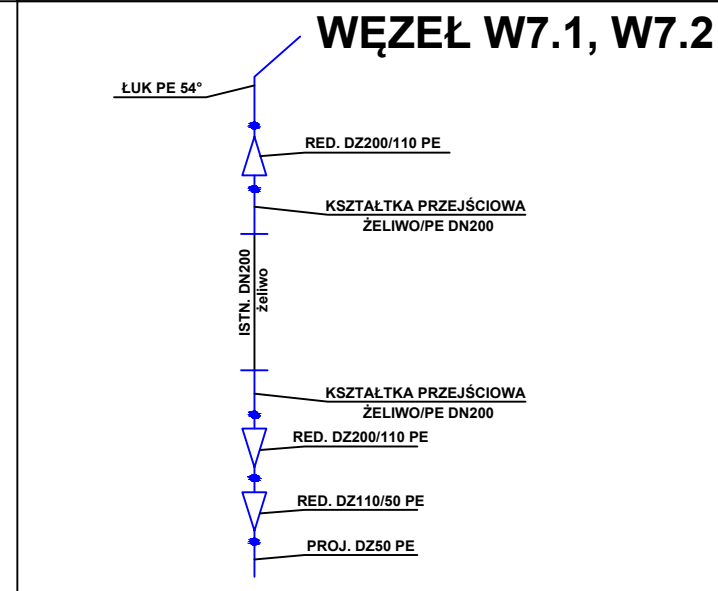 WĘZEŁ W7.1, W7.2
ŁUK PE 54°
RED. DZ200/110 PE
KSZTAŁTKA PRZEJŚCIOWA
ŻELIWO/PE DN200
ISTN. DN200
żeliwo
KSZTAŁTKA PRZEJŚCIOWA
ŻELIWO/PE DN200
RED. DZ200/110 PE
RED. DZ110/50 PE
PROJ. DZ50 PE